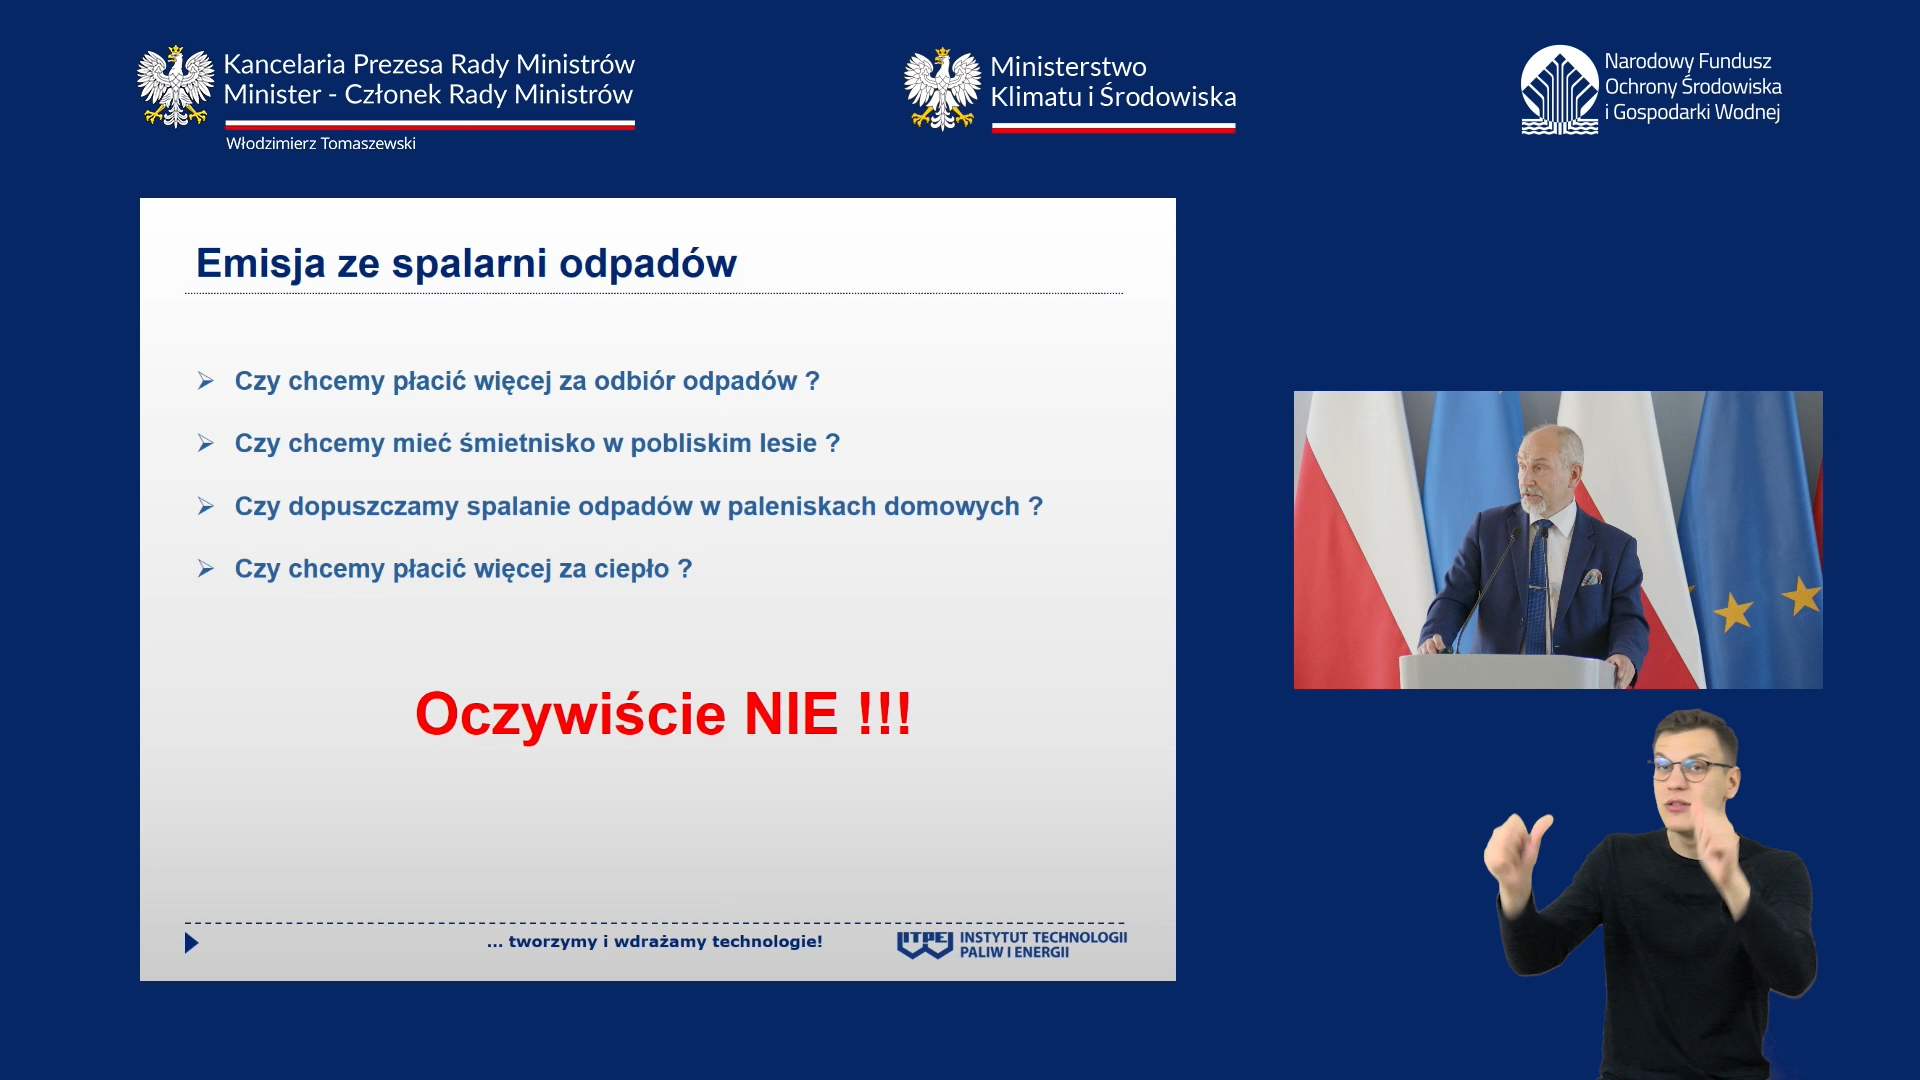 Kancelaria Prezesa Rady Ministrów
Minister - Członek Rady Ministrów
Włodzimierz Tomaszewski
Ministerstwo
Klimatu i Środowiska
Narodowy Fundusz
Ochrony Środowiska
i Gospodarki Wodnej
Emisja ze spalarni odpadów
Czy chcemy płacić więcej za odbiór odpadów ?
Czy chcemy mieć śmietnisko w pobliskim lesie ?
Czy dopuszczamy spalanie odpadów w paleniskach domowych ?
Czy chcemy płacić więcej za ciepło ?
Oczywiście NIE !!!
... tworzymy i wdrażamy technologie!
ITPE
INSTYTUT TECHNOLOGII
PALIW I ENERGII